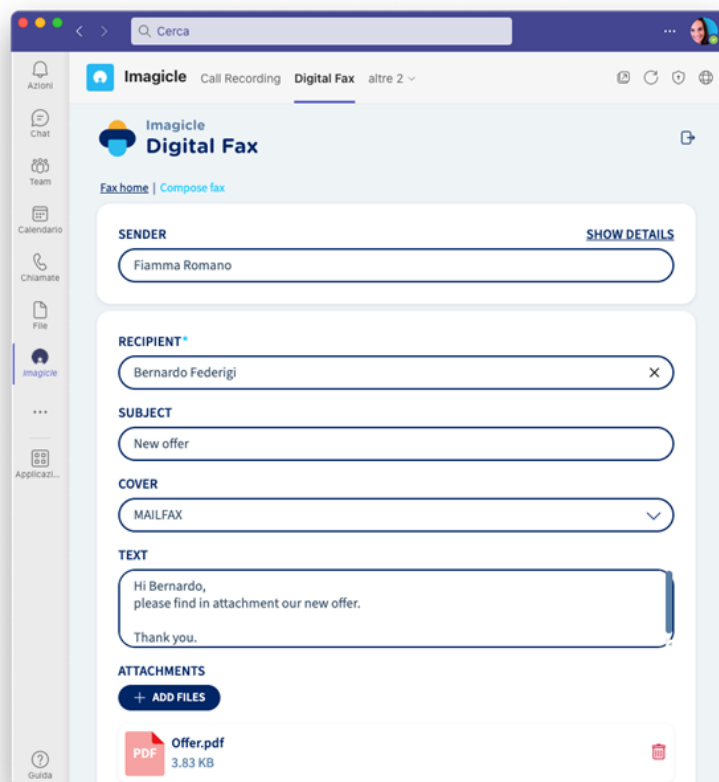 Cerca
Azioni
Chat
Team
Calendario
Chiamate
File
Imagicle
Applicazi...
Guida
Imagicle Call Recording Digital Fax altre 2
Imagicle
Digital Fax
Fax home | Compose fax
SENDER SHOW DETAILS
Fiamma Romano
RECIPIENT*
Bernardo Federigi
SUBJECT
New offer
COVER
MAILFAX
TEXT
Hi Bernardo,
please find in attachment our new offer.
Thank you.
ATTACHMENTS
+ ADD FILES
PDF Offer.pdf
3.83 KB